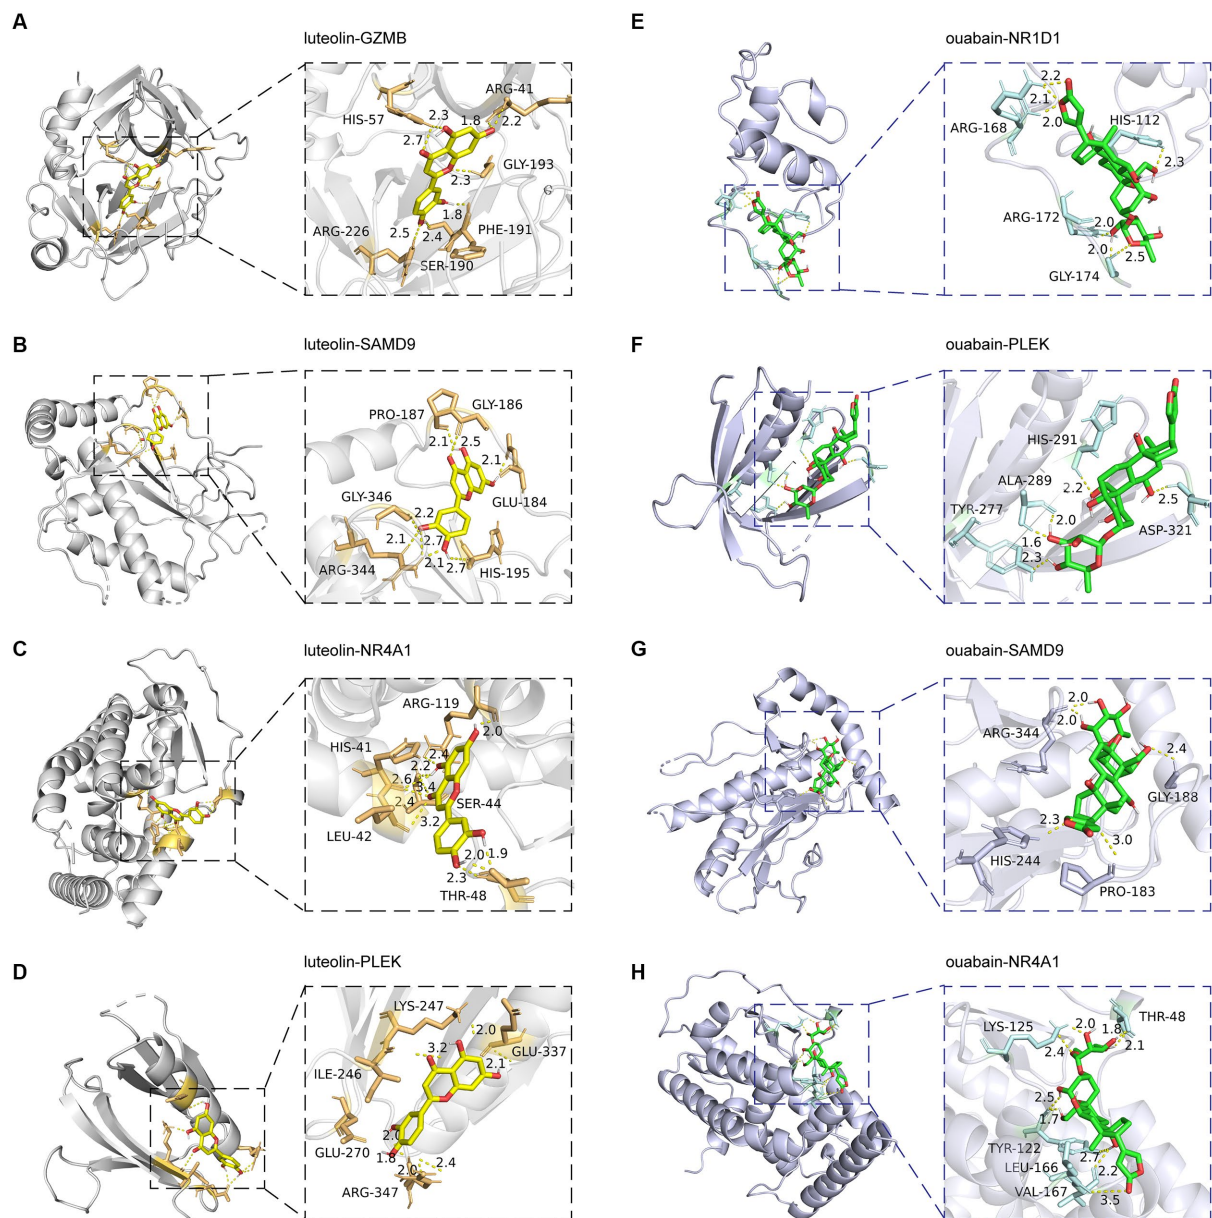 A
luteolin-GZMB
HIS-57
ARG-41
2.3
1.8
2.2
2.7
GLY-193
2.3
1.8
ARG-226
2.5
2.4
PHE-191
SER-190
B
luteolin-SAMD9
GLY-186
PRO-187
2.1
2.5
2.1
GLU-184
GLY-346
2.2
2.1
2.7
ARG-344
2.1
2.7
HIS-195
C
luteolin-NR4A1
ARG-119
2.0
HIS-41
2.4
2.2
2.6
3.4
2.4
SER-44
LEU-42
3.2
2.0
1.9
2.3
THR-48
D
luteolin-PLEK
LYS-247
2.0
3.2
GLU-337
2.1
ILE-246
2.0
GLU-270
1.8
2.0
2.4
ARG-347
E
ouabain-NR1D1
2.2
2.1
2.0
HIS-112
ARG-168
2.3
ARG-172
2.0
2.0
2.5
GLY-174
F
ouabain-PLEK
HIS-291
ALA-289
2.2
2.5
TYR-277
2.0
ASP-321
1.6
2.3
G
ouabain-SAMD9
2.0
2.0
ARG-344
2.4
GLY-188
2.3
3.0
HIS-244
PRO-183
H
ouabain-NR4A1
THR-48
LYS-125
2.0
1.8
2.1
2.4
2.5
1.7
TYR-122
2.7
LEU-166
2.2
VAL-167
3.5